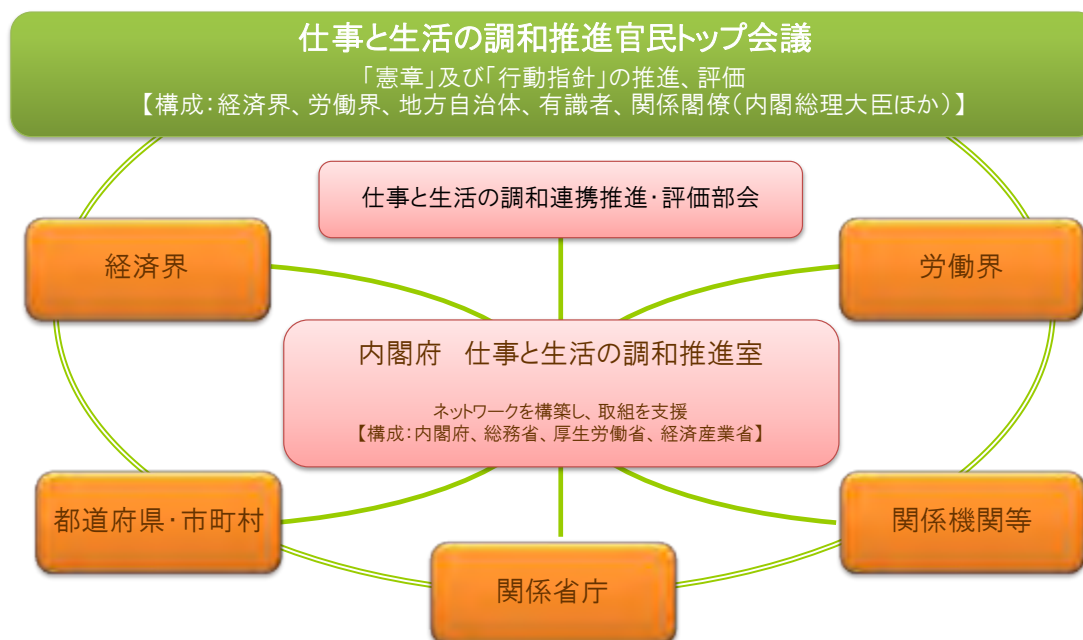 仕事と生活の調和推進官民トップ会議
「憲章」及び「行動指針」の推進、評価
【構成：経済界、労働界、地方自治体、有識者、関係閣僚（内閣総理大臣ほか）】
仕事と生活の調和連携推進・評価部会
経済界
労働界
内閣府　仕事と生活の調和推進室
ネットワークを構築し、取組を支援
【構成：内閣府、総務省、厚生労働省、経済産業省】
都道府県・市町村
関係機関等
関係省庁